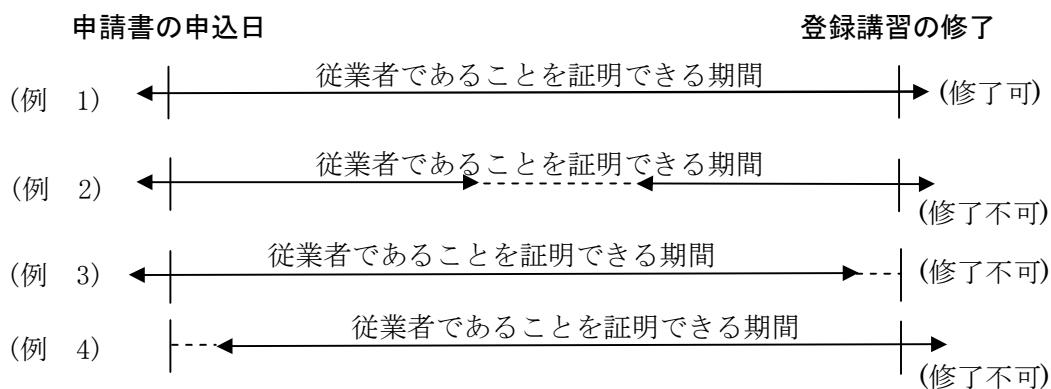 申請書の申込日 登録講習の修了
従業者であることを証明できる期間
(例 1) (修了可)
従業者であることを証明できる期間
(例 2)
(修了不可)
従業者であることを証明できる期間
(例 3) (修了不可)
従業者であることを証明できる期間
(例 4)
(修了不可)